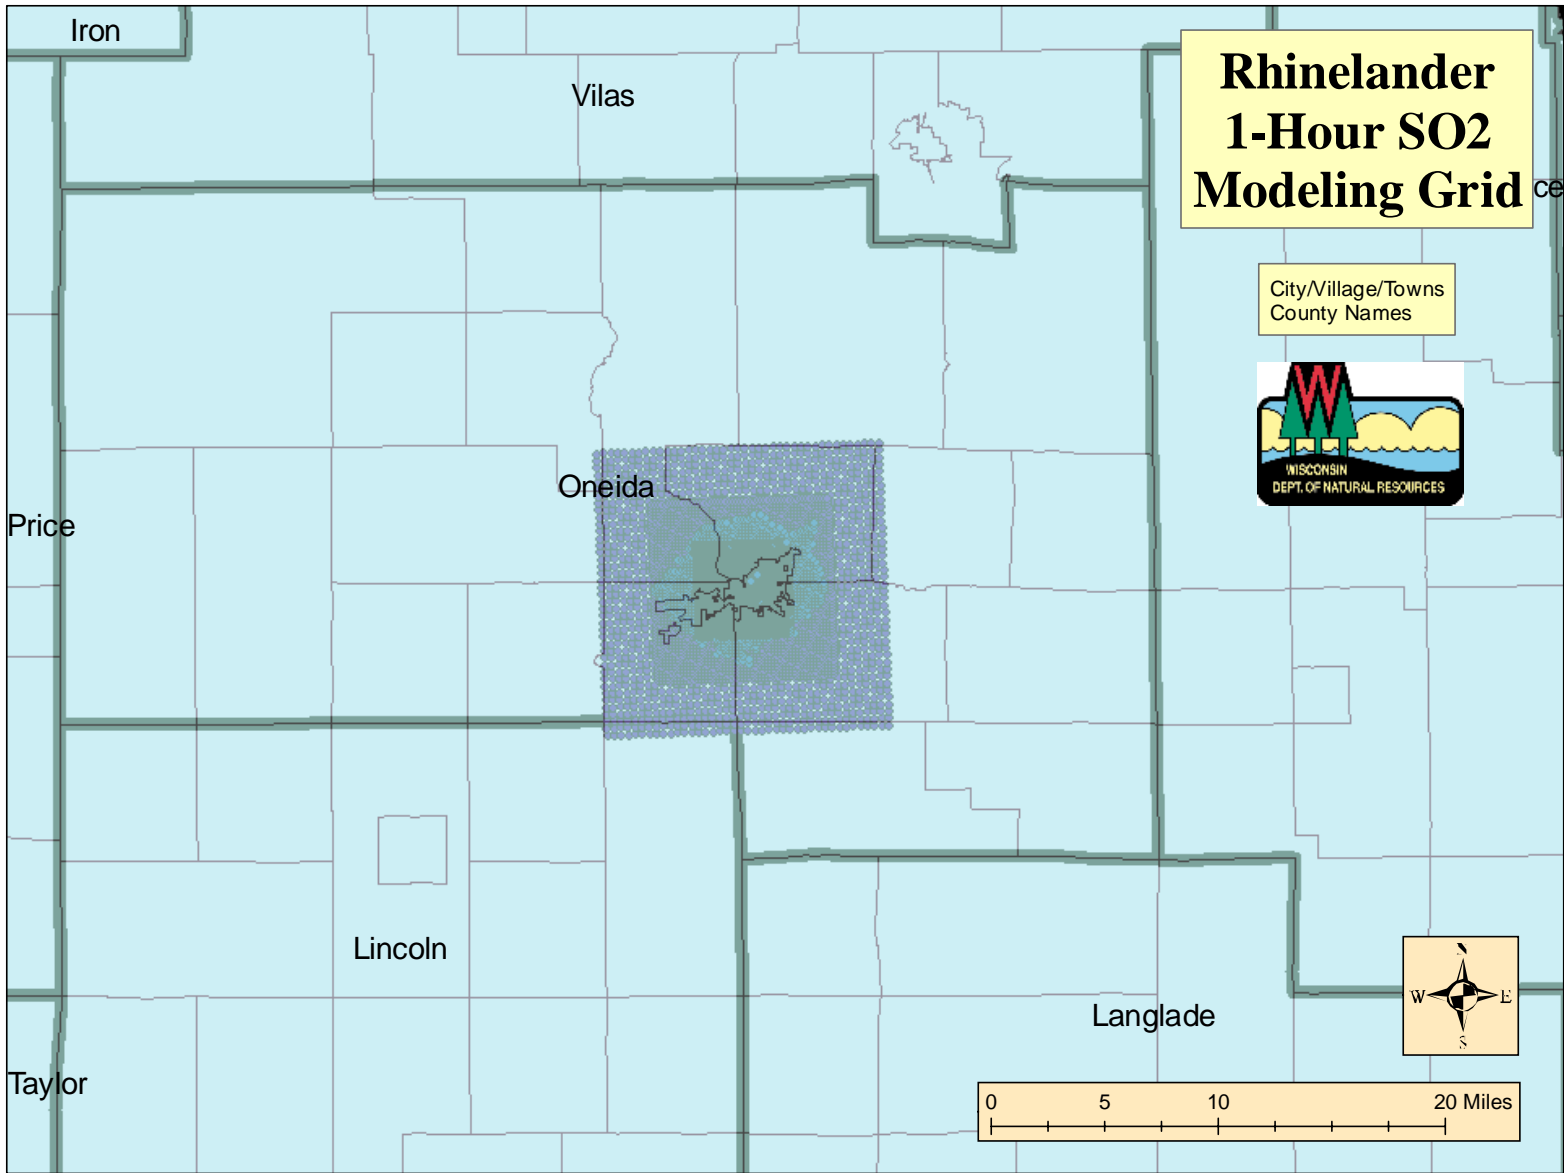 Iron
Vilas
Rhinelander
1-Hour SO2
Modeling Grid
ce
City/Village/Towns
County Names
W
WISCONSIN
DEPT. OF NATURAL RESOURCES
Oneida
Price
Lincoln
Langlade
N
W E
S
Taylor
0 5 10 20 Miles